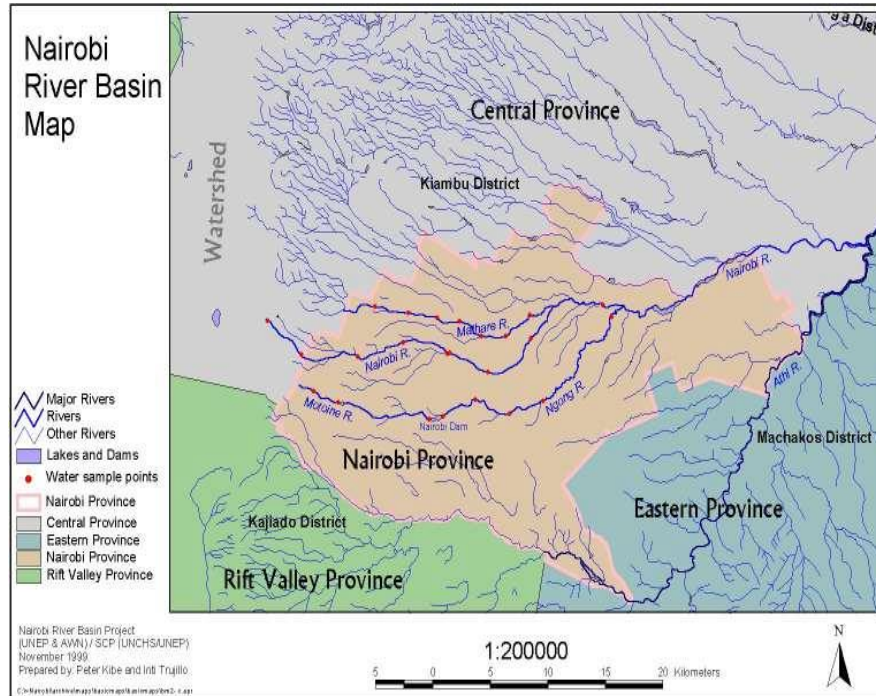 Nairobi
River Basin
Map
Watershed
Central Province
Kiambu District
Nairobi R.
Mathare R.
Nairobi R.
Motoine R.
Nairobi Dam
Ngong R.
Athi R.
Machakos District
Nairobi Province
Eastern Province
Kajiado District
Rift Valley Province
Major Rivers
Rivers
Other Rivers
Lakes and Dams
Water sample points
Nairobi Province
Central Province
Eastern Province
Nairobi Province
Rift Valley Province
Nairobi River Basin Project
(UNEP & AWN) / SCP (UNCHS/UNEP)
November 1999
Prepared by: Peter Kibe and Inti Trujillo
1:200000
5 0 5 10 15 20 Kilometers
N